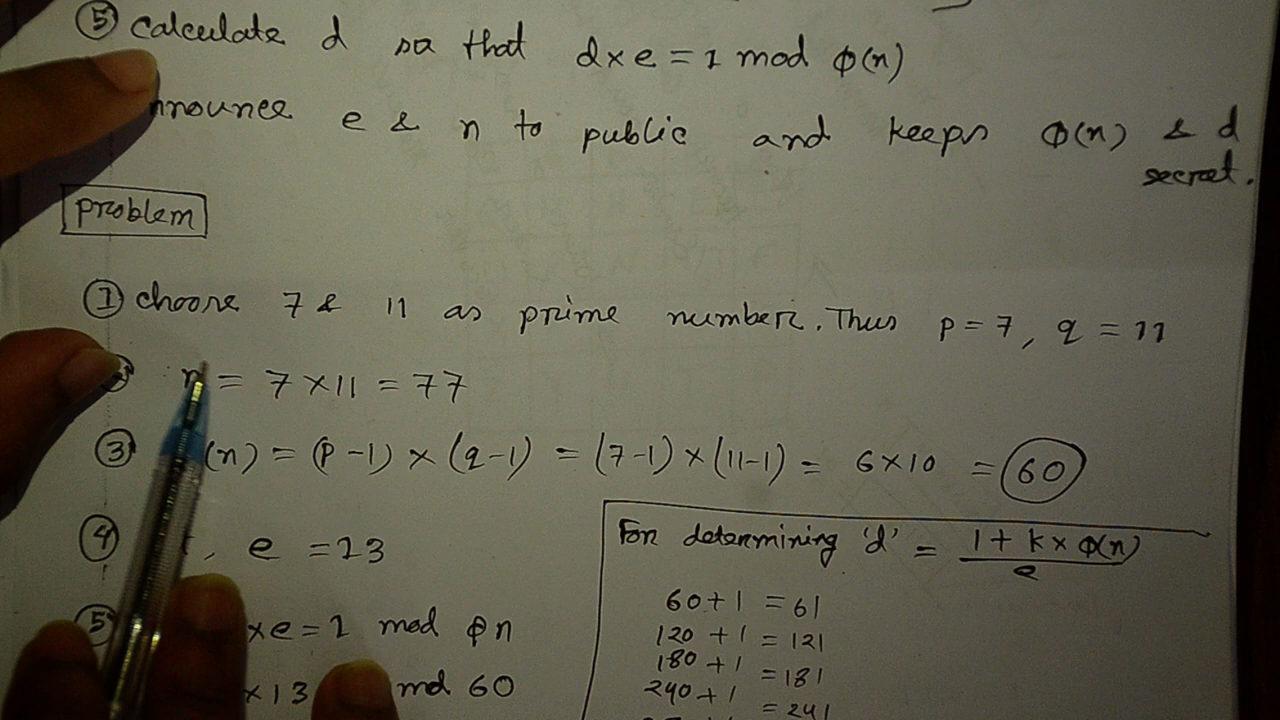 ⑤ Calculate d so that d×e = 1 mod ϕ(n)
nnounce e & n to public and keeps ϕ(n) & d
secret.
Problem
① choose 7 & 11 as prime number. Thus p = 7, q = 11
n = 7 × 11 = 77
③ (n) = (p-1) × (q-1) = (7-1) × (11-1) = 6×10 = 60
④ , e = 13
For determining 'd' = (1 + k × ϕ(n)) / e
60+1 = 61
⑤ ×e = 1 mod ϕn
120 + 1 = 121
180 + 1 = 181
×13 md 60
240 + 1 = 241